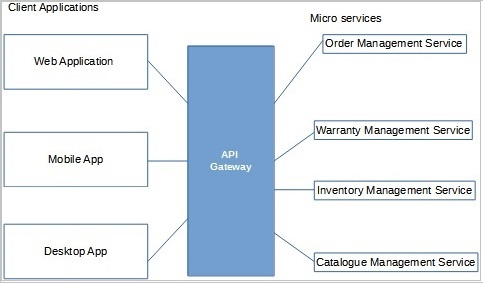 Client Applications
Micro services
Order Management Service
Web Application
Warranty Management Service
Mobile App
API
Gateway
Inventory Management Service
Desktop App
Catalogue Management Service